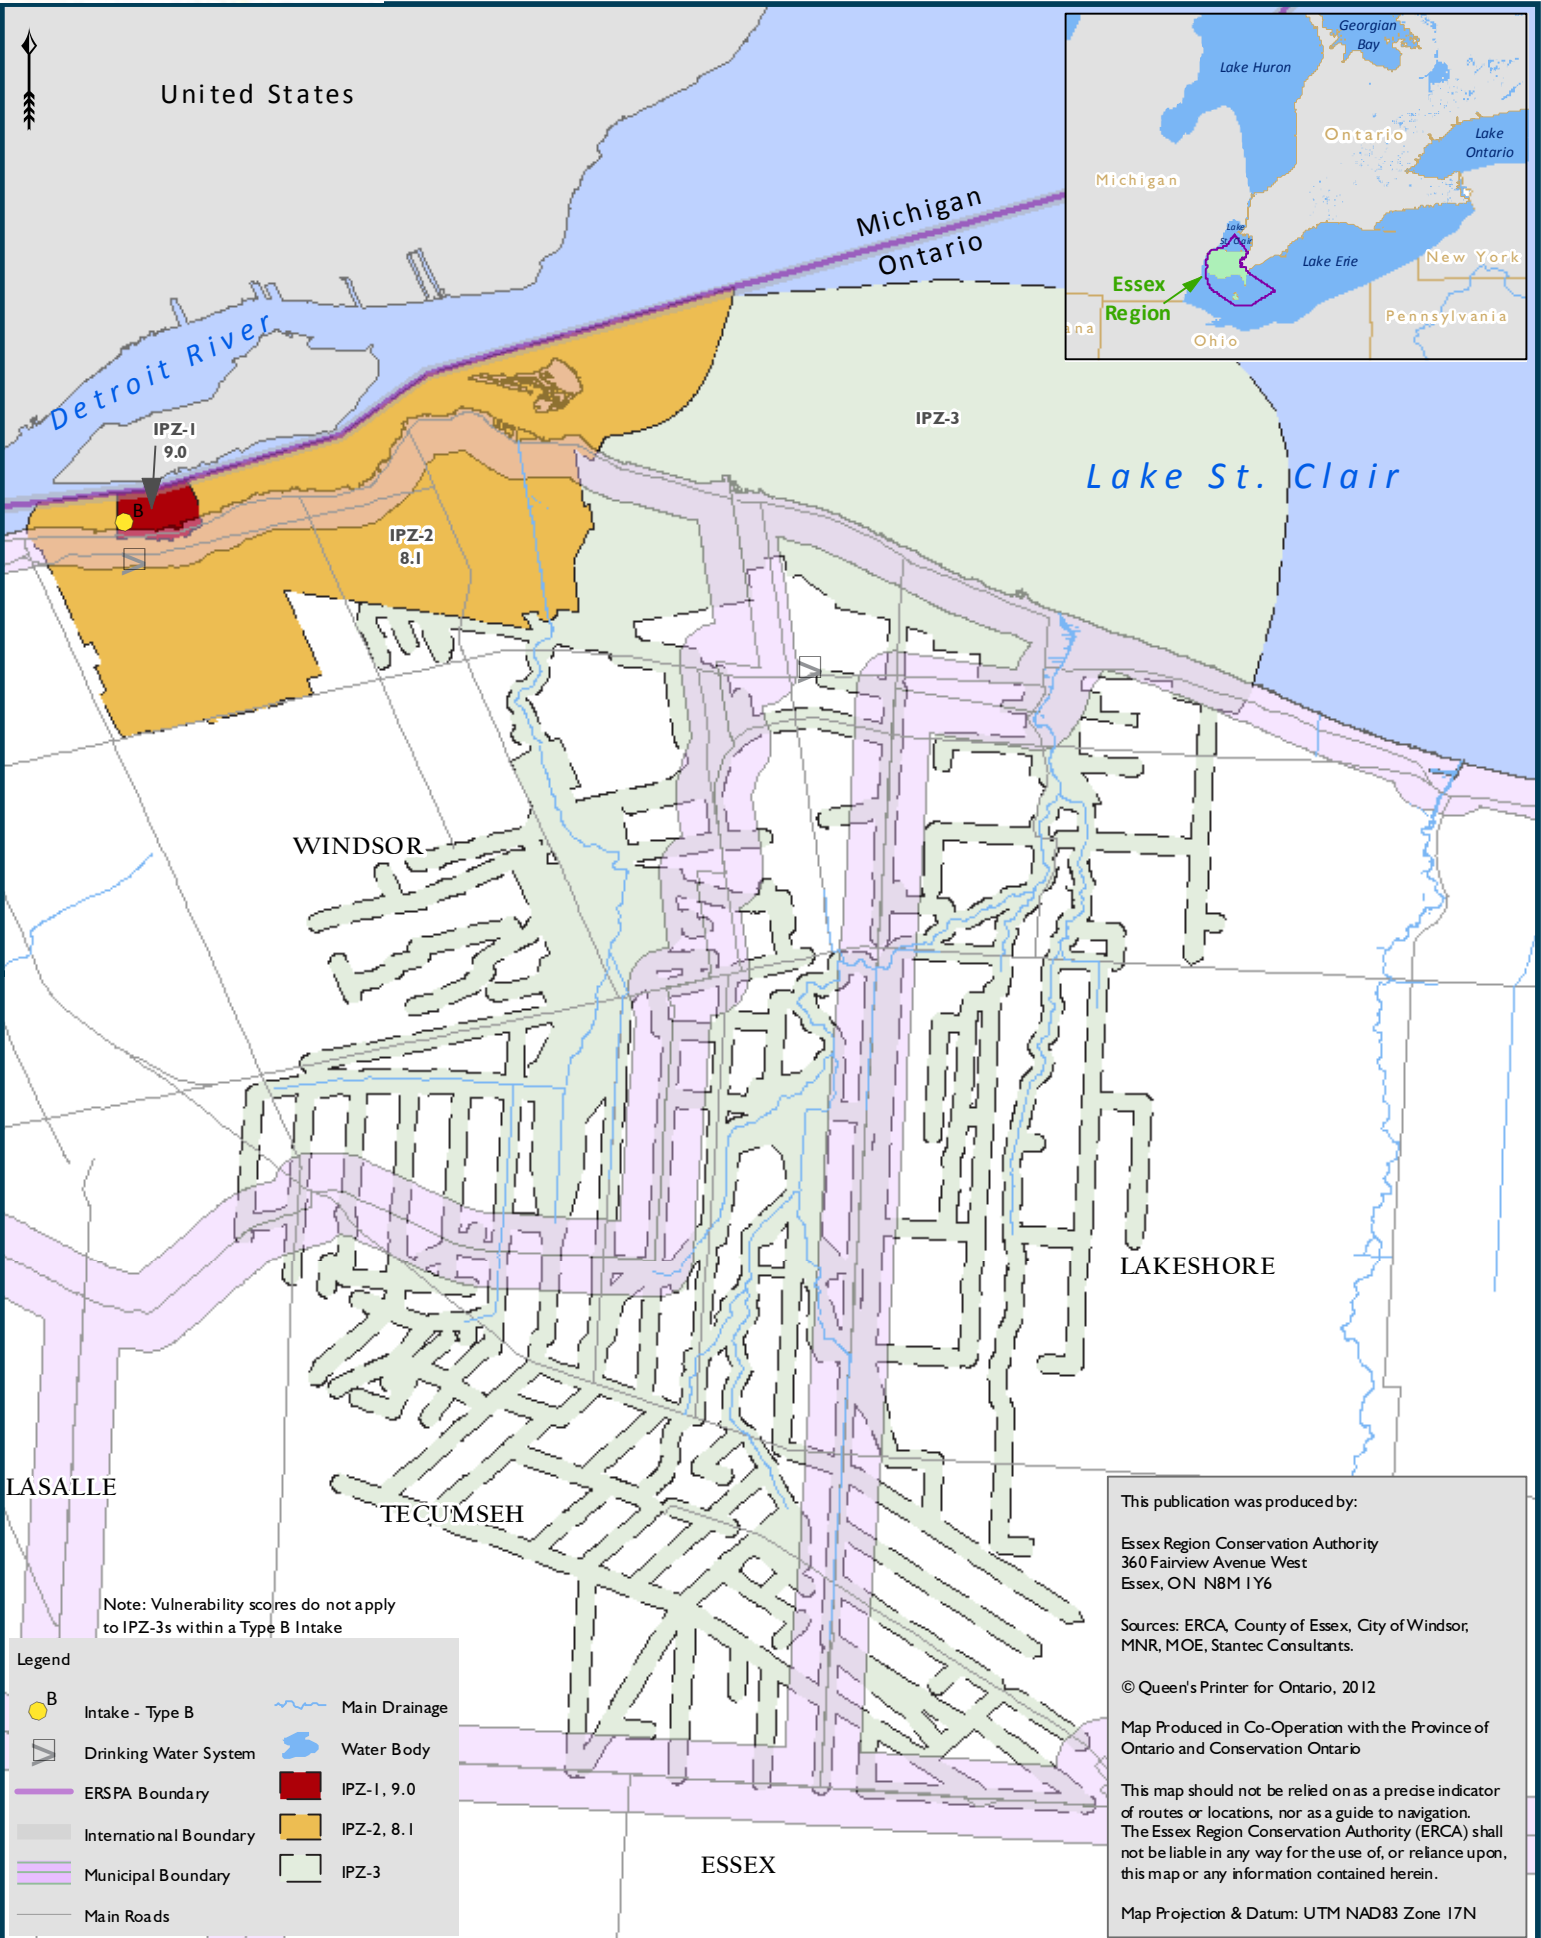 United States
Michigan
Ontario
Detroit River
IPZ-1
9.0
B
IPZ-2
8.1
IPZ-3
Lake St. Clair
Georgian
Bay
Lake Huron
Ontario
Lake
Ontario
Michigan
Lake
St. Clair
Lake Erie
New York
Essex
Region
Pennsylvania
ana
Ohio
WINDSOR
LAKESHORE
LASALLE
TECUMSEH
ESSEX
Note: Vulnerability scores do not apply
to IPZ-3s within a Type B Intake
Legend
B
Intake - Type B
Drinking Water System
ERSPA Boundary
International Boundary
Municipal Boundary
Main Roads
Main Drainage
Water Body
IPZ-1, 9.0
IPZ-2, 8.1
IPZ-3
This publication was produced by:
Essex Region Conservation Authority
360 Fairview Avenue West
Essex, ON N8M 1Y6
Sources: ERCA, County of Essex, City of Windsor,
MNR, MOE, Stantec Consultants.
© Queen's Printer for Ontario, 2012
Map Produced in Co-Operation with the Province of
Ontario and Conservation Ontario
This map should not be relied on as a precise indicator
of routes or locations, nor as a guide to navigation.
The Essex Region Conservation Authority (ERCA) shall
not be liable in any way for the use of, or reliance upon,
this map or any information contained herein.
Map Projection & Datum: UTM NAD83 Zone 17N